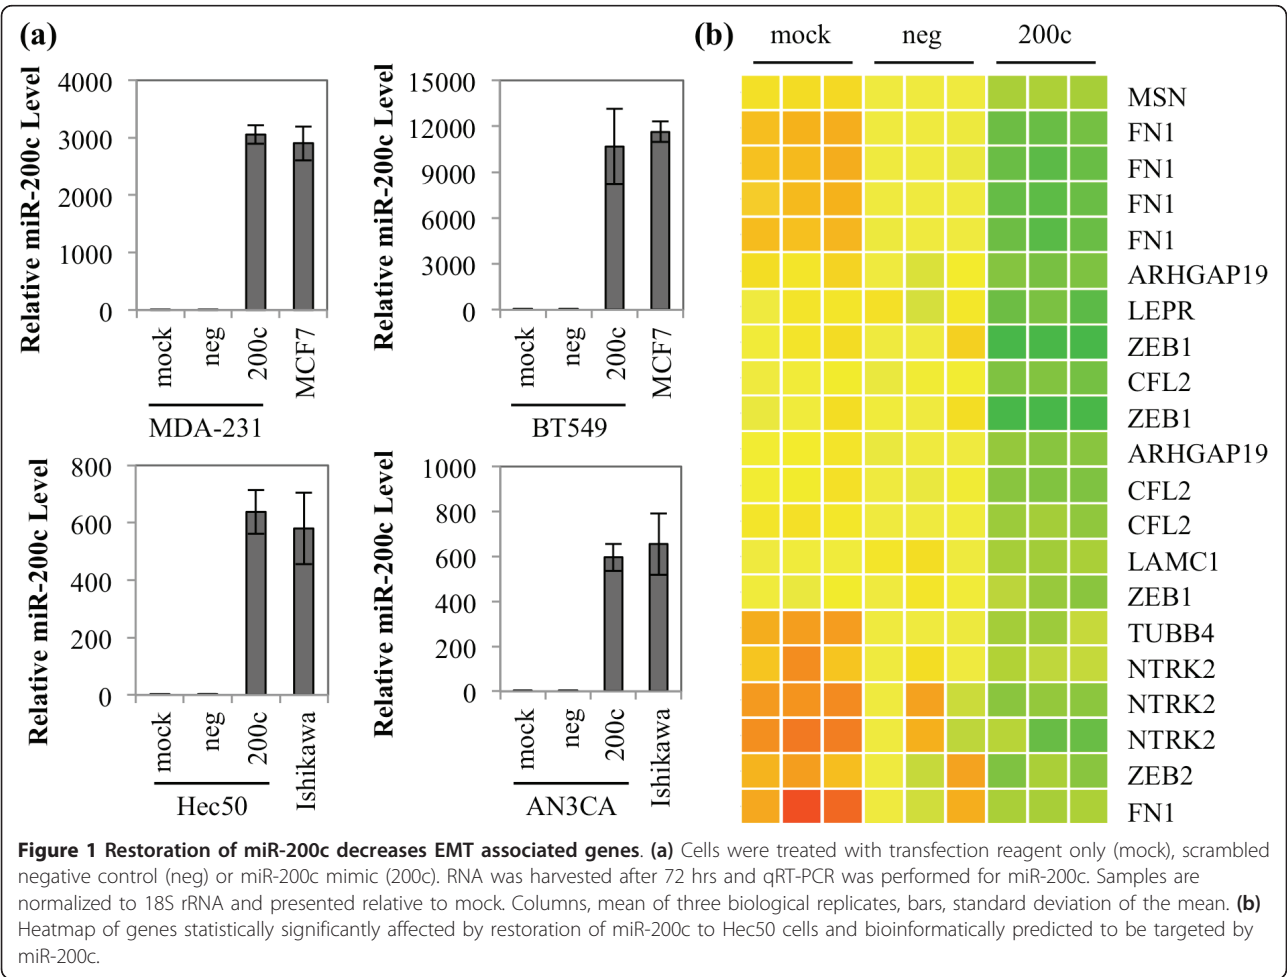 (a)
Relative miR-200c Level
4000
3000
2000
1000
0
mock
neg
200c
MCF7
MDA-231
Relative miR-200c Level
15000
12000
9000
6000
3000
0
mock
neg
200c
MCF7
BT549
Relative miR-200c Level
800
600
400
200
0
mock
neg
200c
Ishikawa
Hec50
Relative miR-200c Level
1000
800
600
400
200
0
mock
neg
200c
Ishikawa
AN3CA
(b)
mock neg 200c
MSN
FN1
FN1
FN1
FN1
ARHGAP19
LEPR
ZEB1
CFL2
ZEB1
ARHGAP19
CFL2
CFL2
LAMC1
ZEB1
TUBB4
NTRK2
NTRK2
NTRK2
ZEB2
FN1
Figure 1 Restoration of miR-200c decreases EMT associated genes. (a) Cells were treated with transfection reagent only (mock), scrambled
negative control (neg) or miR-200c mimic (200c). RNA was harvested after 72 hrs and qRT-PCR was performed for miR-200c. Samples are
normalized to 18S rRNA and presented relative to mock. Columns, mean of three biological replicates, bars, standard deviation of the mean. (b)
Heatmap of genes statistically significantly affected by restoration of miR-200c to Hec50 cells and bioinformatically predicted to be targeted by
miR-200c.